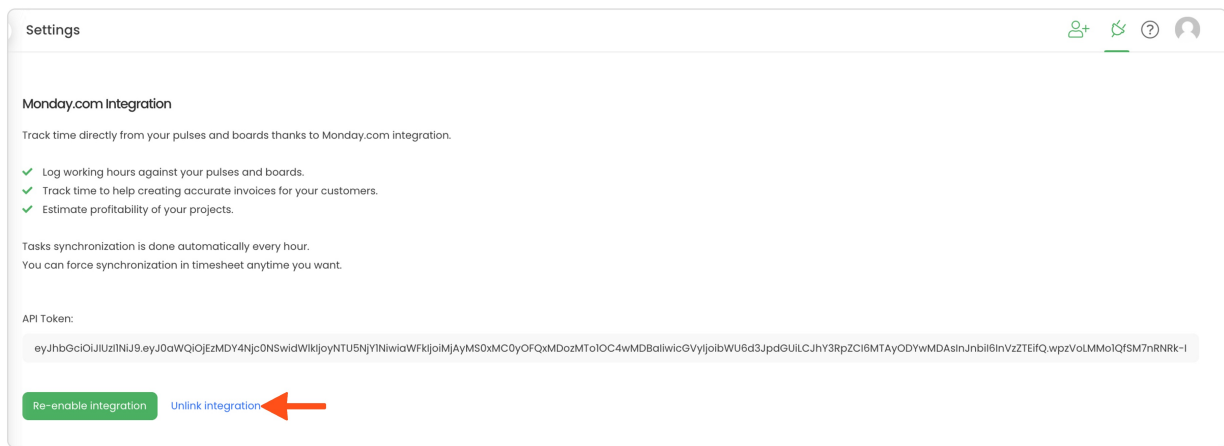 Settings
Monday.com Integration
Track time directly from your pulses and boards thanks to Monday.com integration.
Log working hours against your pulses and boards.
Track time to help creating accurate invoices for your customers.
Estimate profitability of your projects.
Tasks synchronization is done automatically every hour.
You can force synchronization in timesheet anytime you want.
API Token:
Re-enable integration Unlink integration